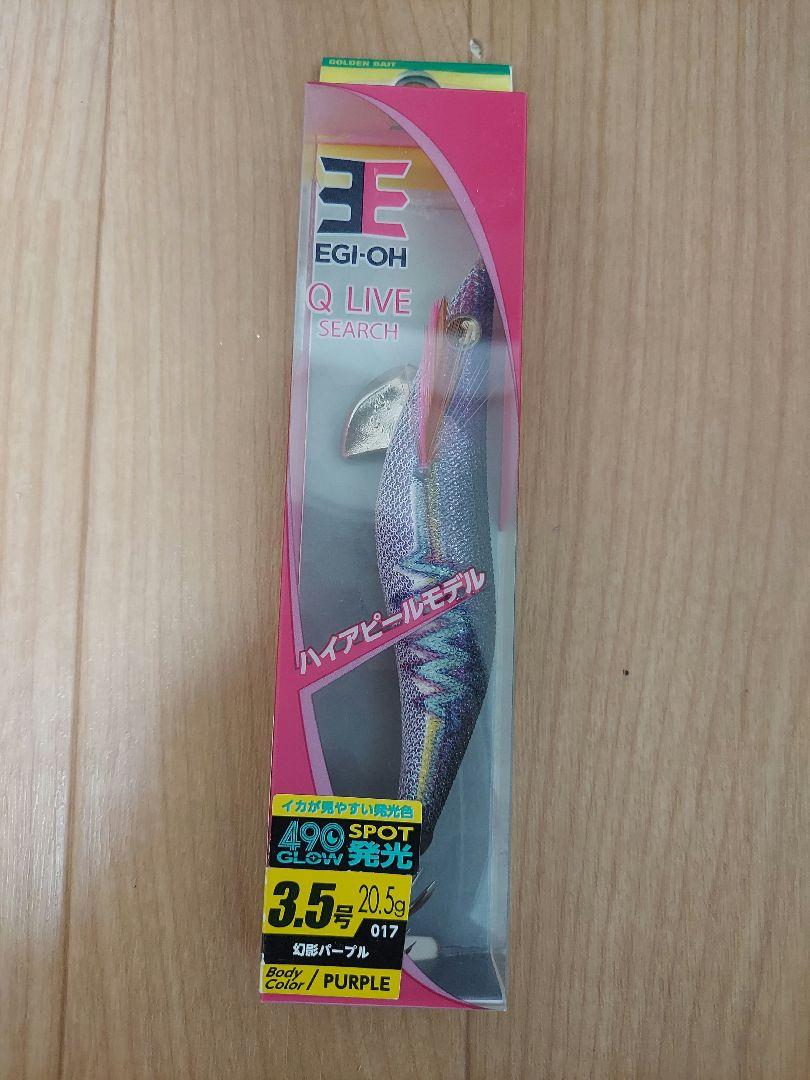 GOLDEN BAIT
EGI-OH
Q LIVE
SEARCH
ハイアピールモデル
イカが見やすい発光色
490 SPOT
GLOW 発光
3.5号 20.5g
017
幻影パープル
Body Color / PURPLE